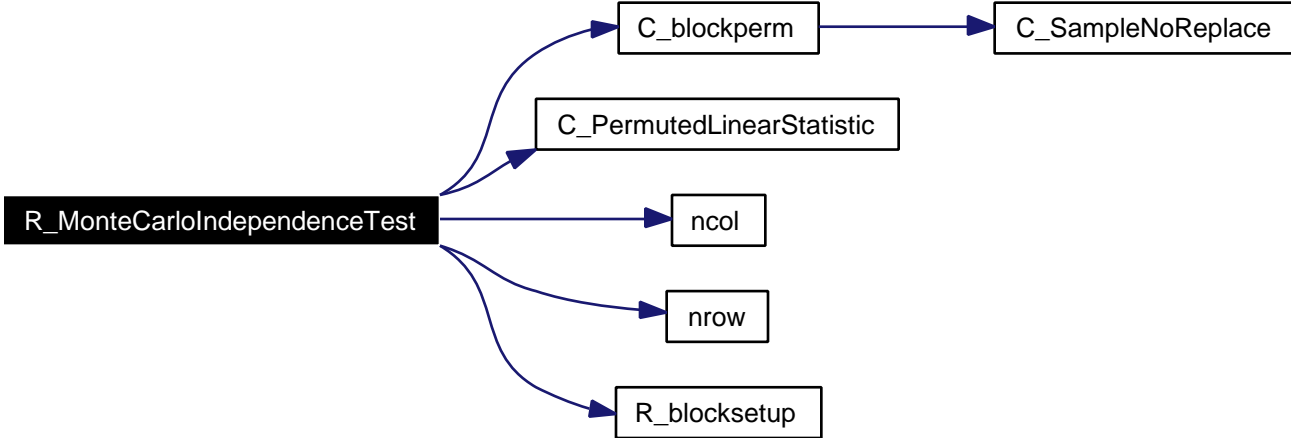 C_blockperm
C_SampleNoReplace
C_PermutedLinearStatistic
R_MonteCarloIndependenceTest
ncol
nrow
R_blocksetup